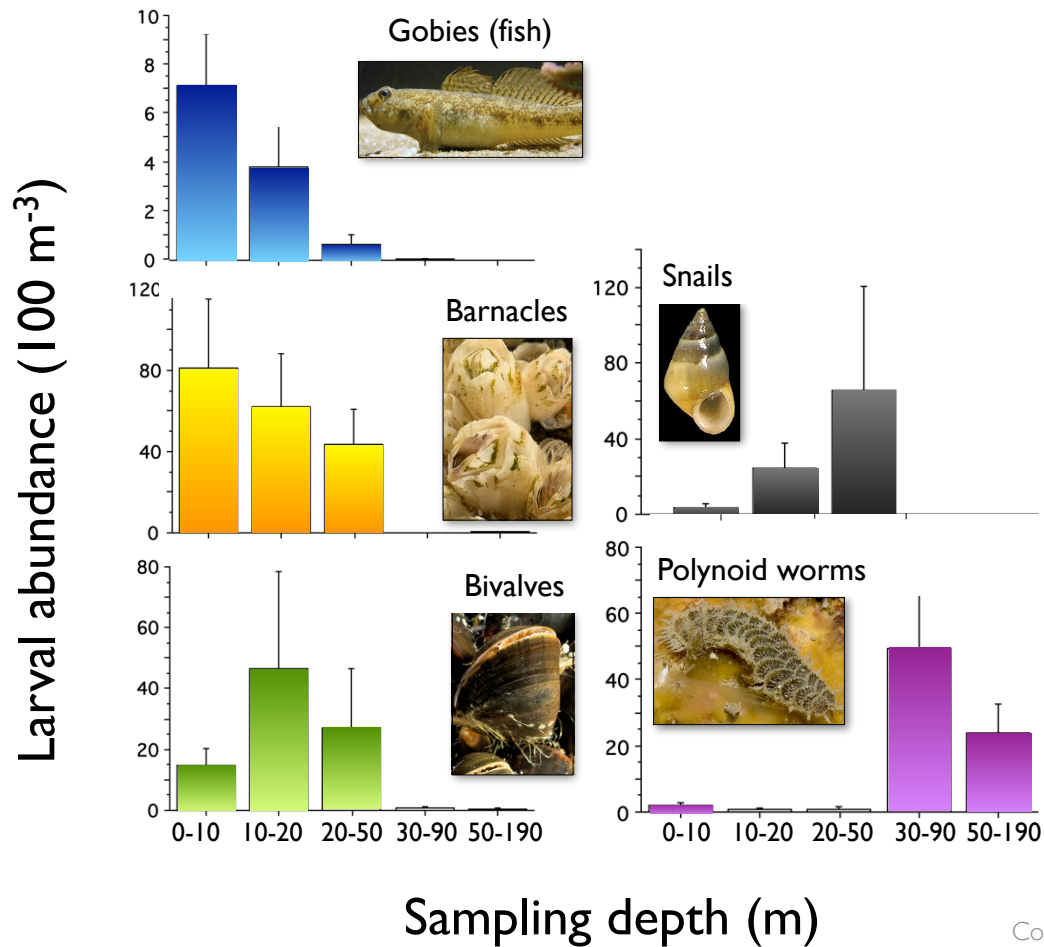 Larval abundance (100 m-3)
Gobies (fish)
10
8
6
4
2
0
Barnacles
120
80
40
0
Bivalves
80
60
40
20
0
0-10 10-20 20-50 30-90 50-190
Snails
120
80
40
0
Polynoid worms
80
60
40
20
0
0-10 10-20 20-50 30-90 50-190
Sampling depth (m)
Co